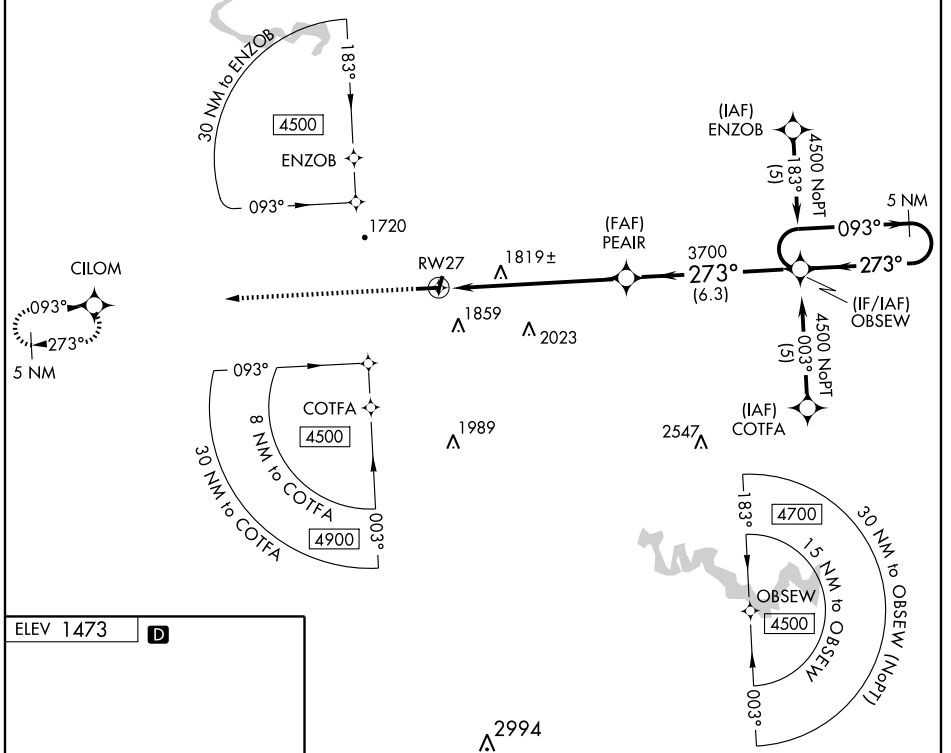 30 NM to ENZOB
183°
4500
ENZOB
093°
1720
(IAF)
ENZOB
4500 NoPT
183°
(5)
5 NM
093°
273°
(FAF)
PEAIR
3700
273°
(6.3)
(IF/IAF)
OBSEW
RW27
1819±
1859
2023
CILOM
093°
273°
5 NM
4500 NoPT
003°
(5)
(IAF)
COTFA
093°
COTFA
4500
8 NM to COTFA
30 NM to COTFA
4900
003°
1989
2547
183°
4700
30 NM to OBSEW (NoPT)
15 NM to OBSEW
OBSEW
4500
003°
ELEV 1473 D
2994